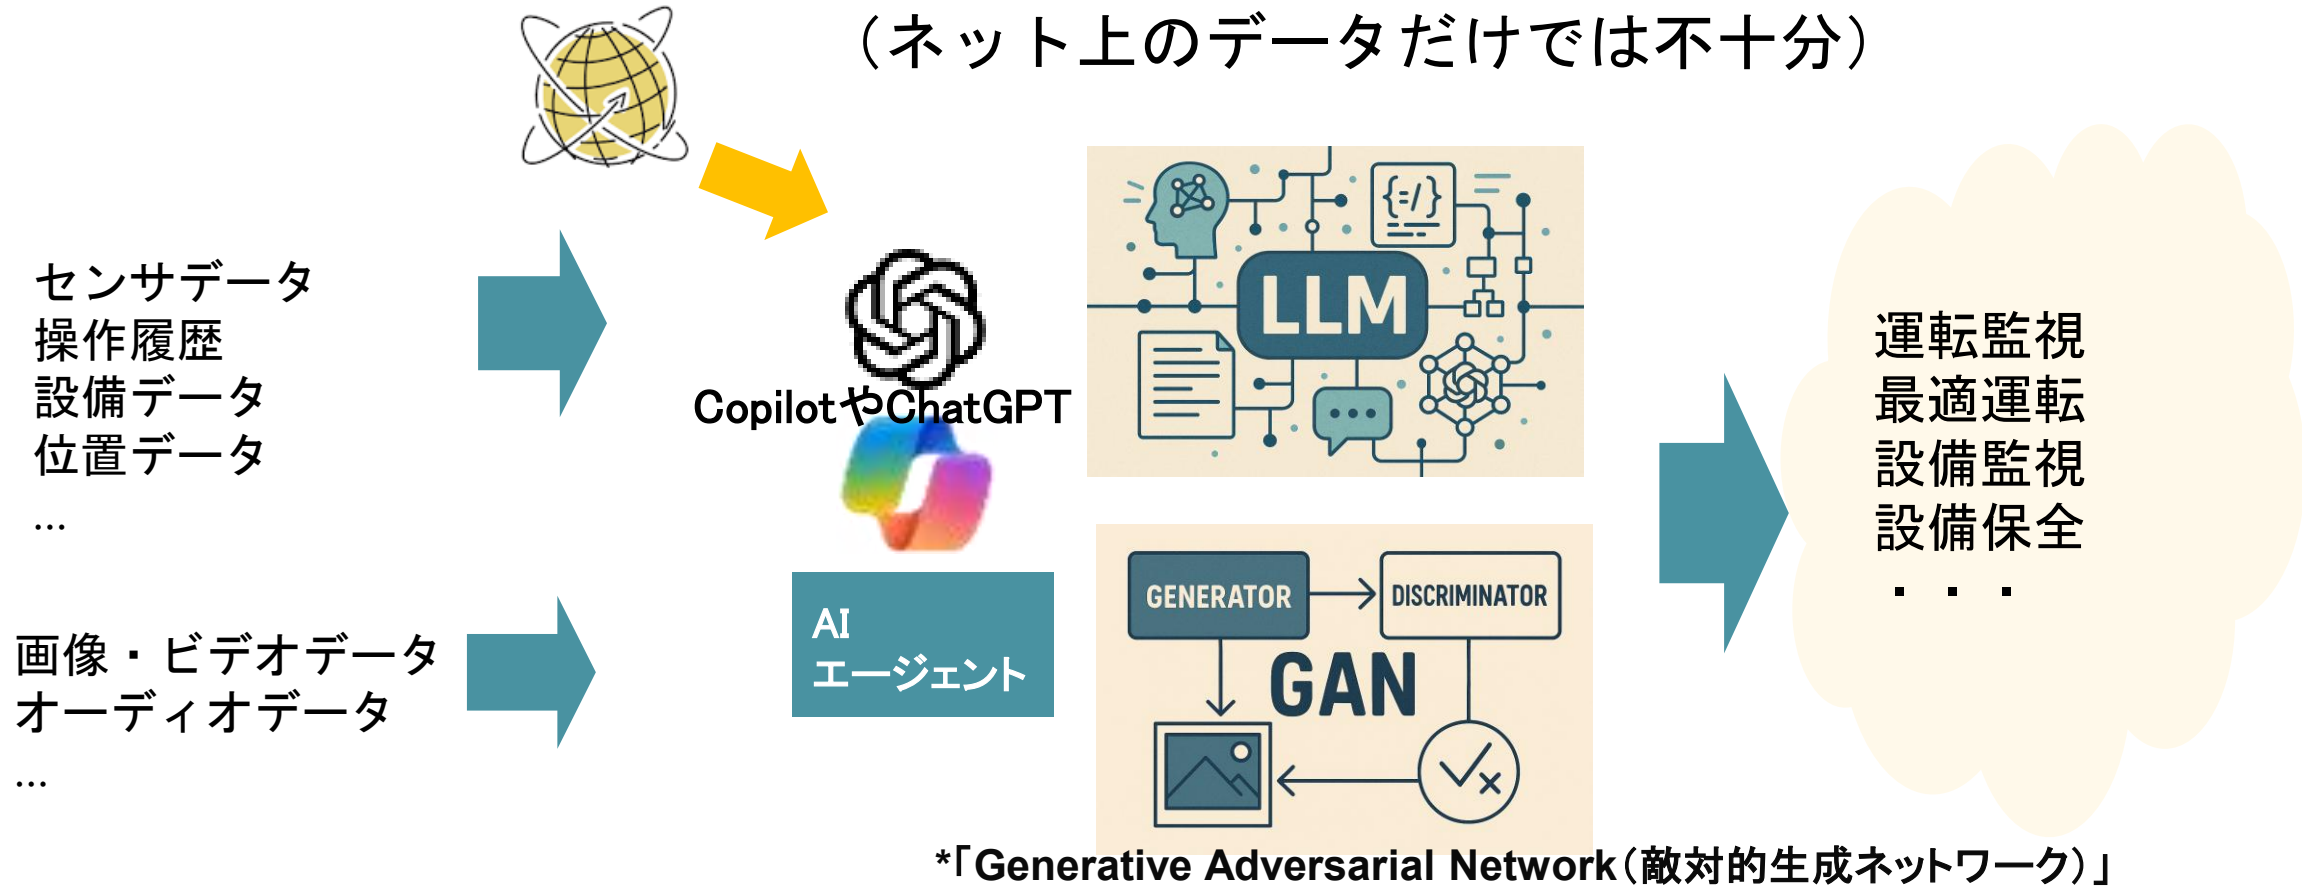 （ネット上のデータだけでは不十分）
センサデータ
操作履歴
設備データ
位置データ
...
画像・ビデオデータ
オーディオデータ
...
CopilotやChatGPT
AI
エージェント
{=/}
LLM
GENERATOR
DISCRIMINATOR
GAN
*「Generative Adversarial Network（敵対的生成ネットワーク）」
運転監視
最適運転
設備監視
設備保全
・・・